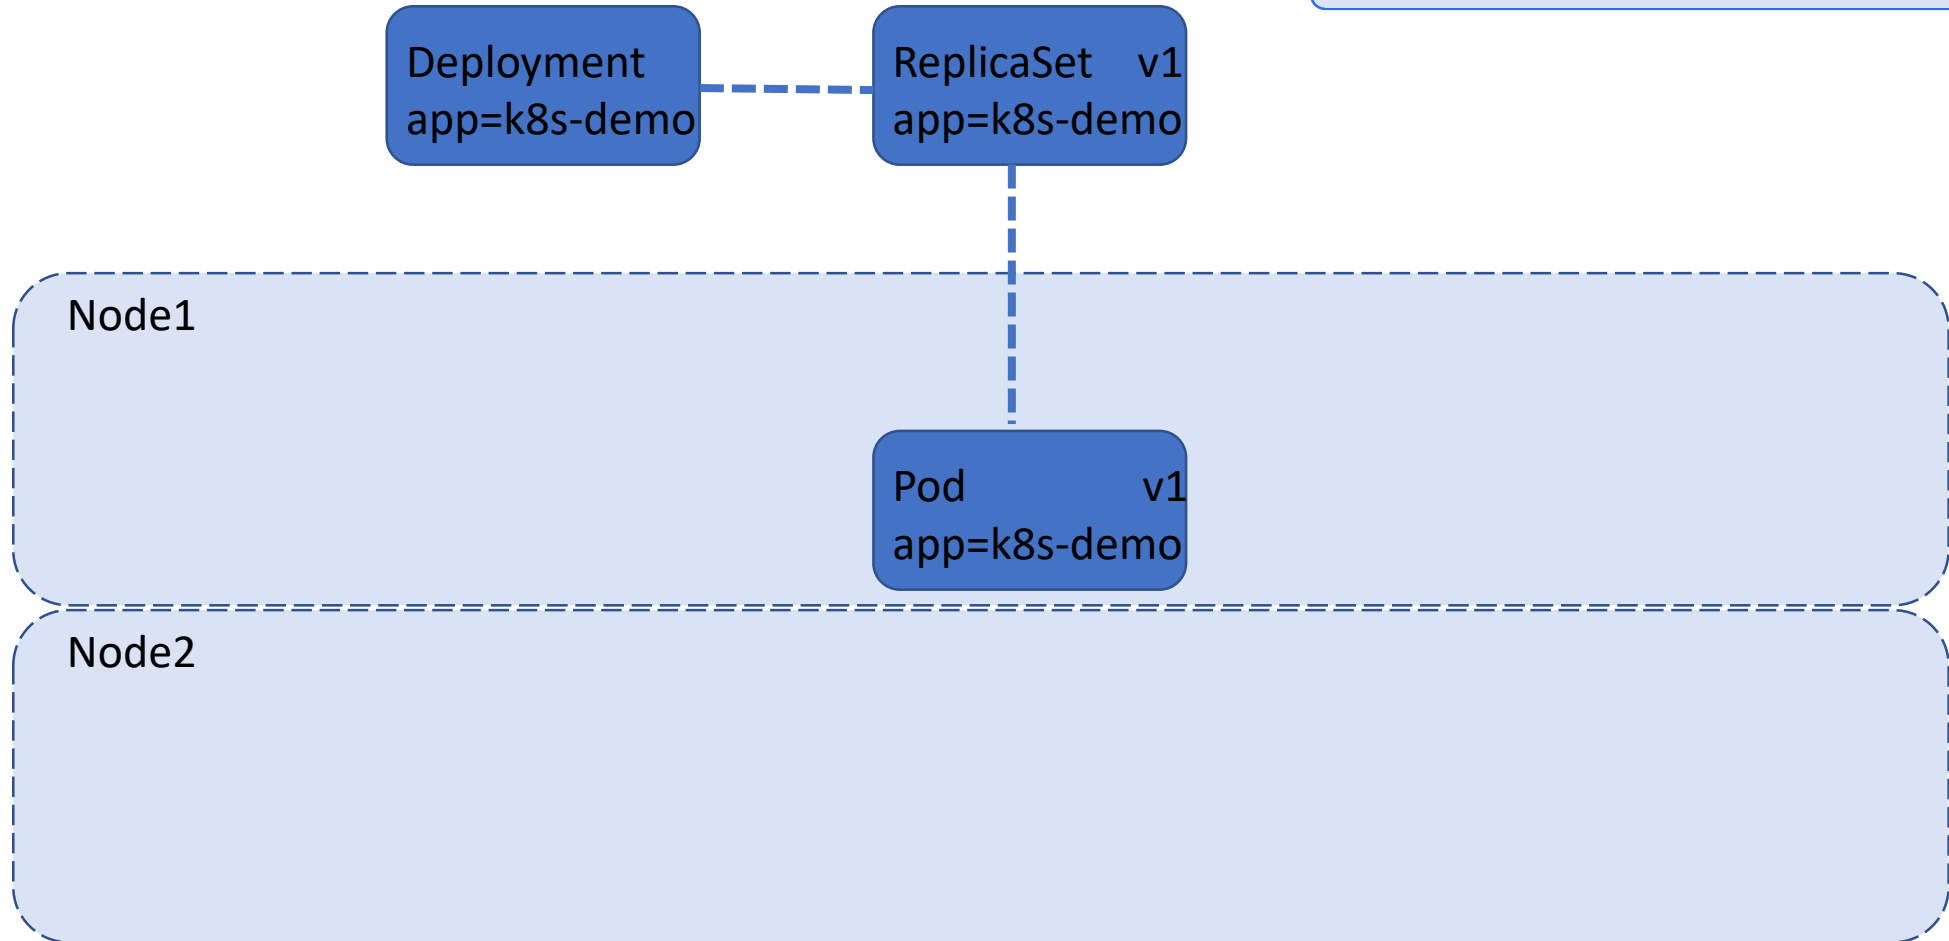 Deployment
app=k8s-demo
ReplicaSet v1
app=k8s-demo
Node1
Pod v1
app=k8s-demo
Node2